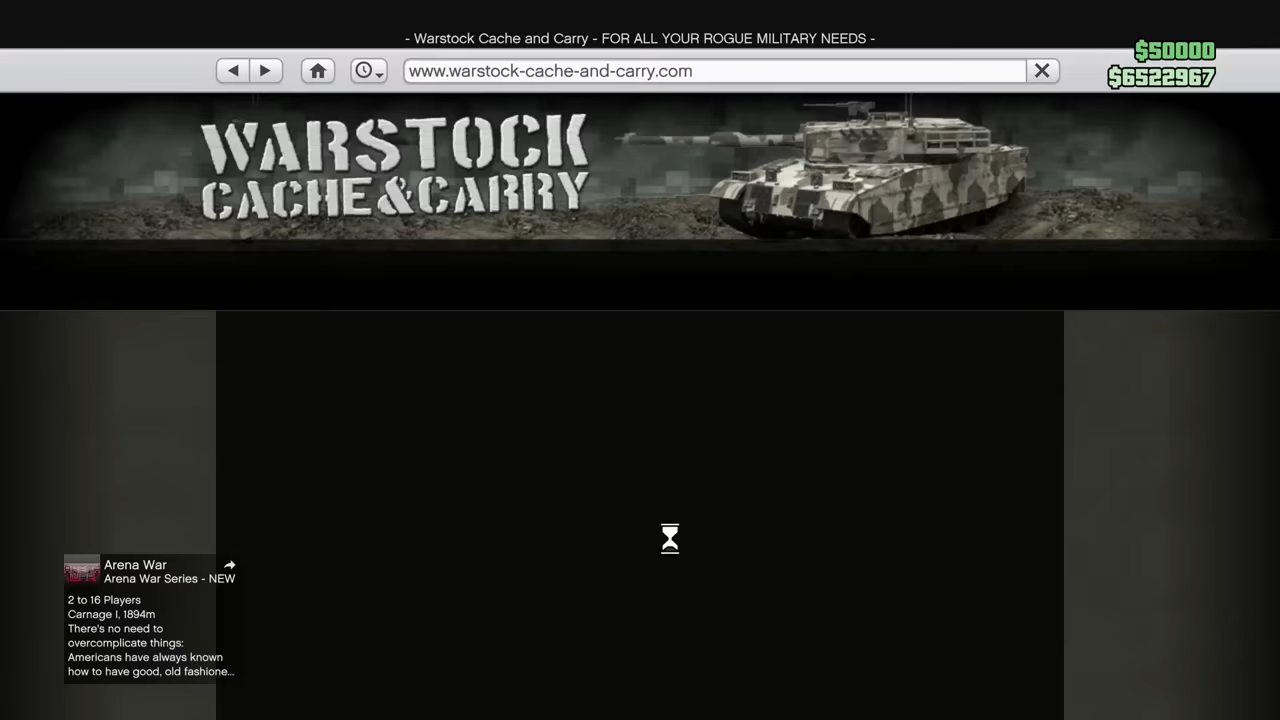 - Warstock Cache and Carry - FOR ALL YOUR ROGUE MILITARY NEEDS -
$50000
www.warstock-cache-and-carry.com
$6522967
WARSTOCK
CACHE&CARRY
Arena War
Arena War Series - NEW
2 to 16 Players
Carnage I, 1894m
There's no need to
overcomplicate things:
Americans have always known
how to have good, old fashione...